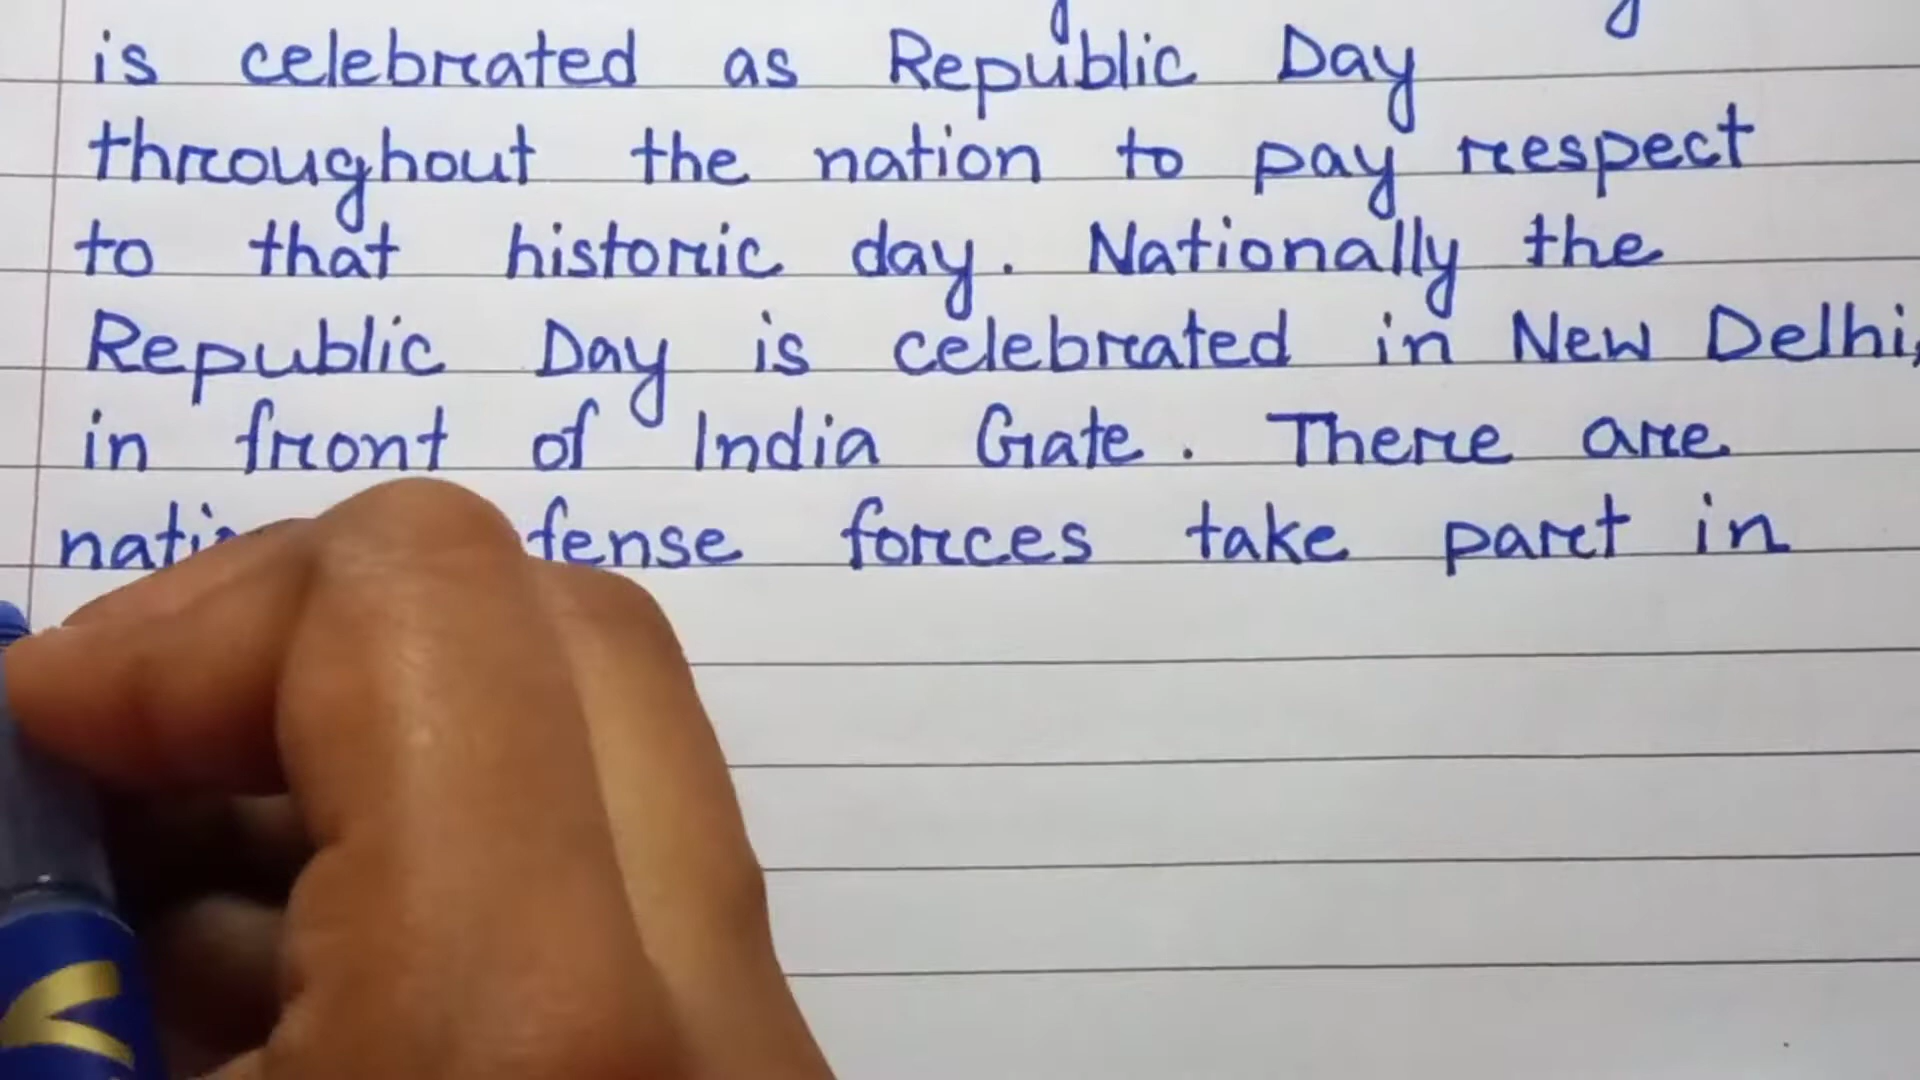 is celebrated as Republic Day
throughout the nation to pay respect
to that historic day. Nationally the
Republic Day is celebrated in New Delhi,
in front of India Gate. There are
fense forces take part in